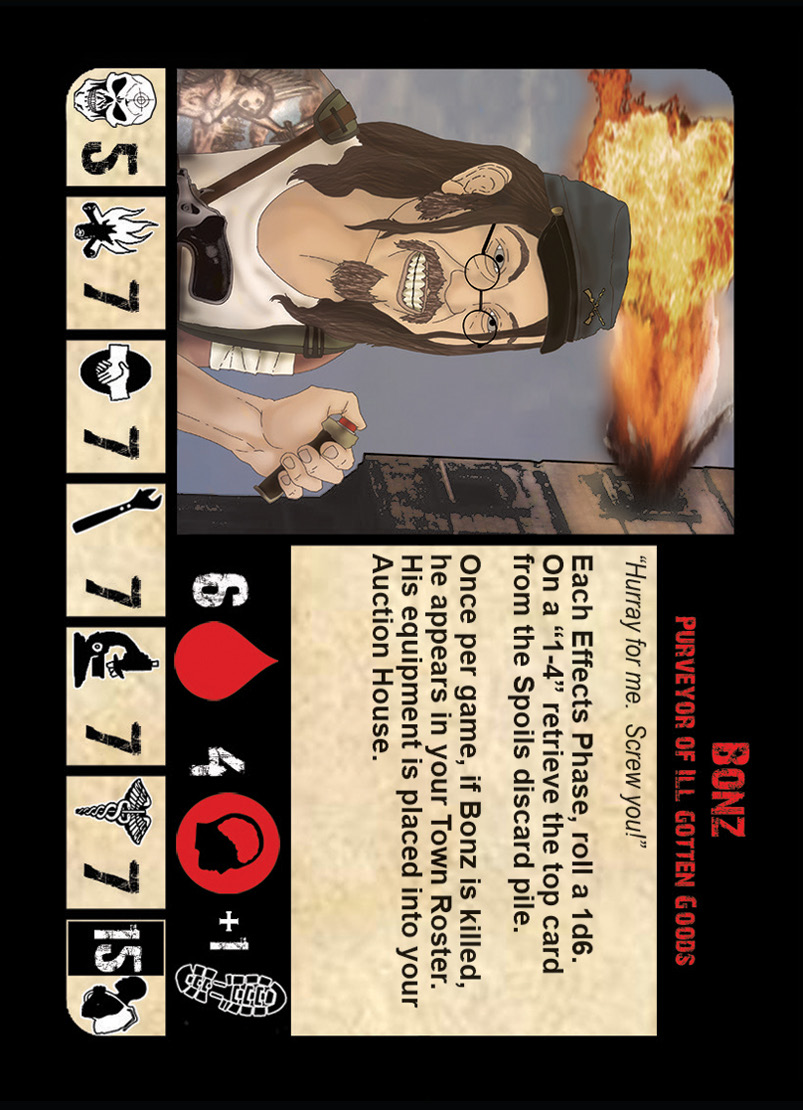 BONZ
PURVEYOR OF ILL GOTTEN GOODS
“Hurray for me.  Screw you!”
Each Effects Phase, roll a 1d6.
On a “1-4” retrieve the top card
from the Spoils discard pile.
Once per game, if Bonz is killed,
he appears in your Town Roster.
His equipment is placed into your
Auction House.
6 4 +1
5 7 7 7 7 7 15